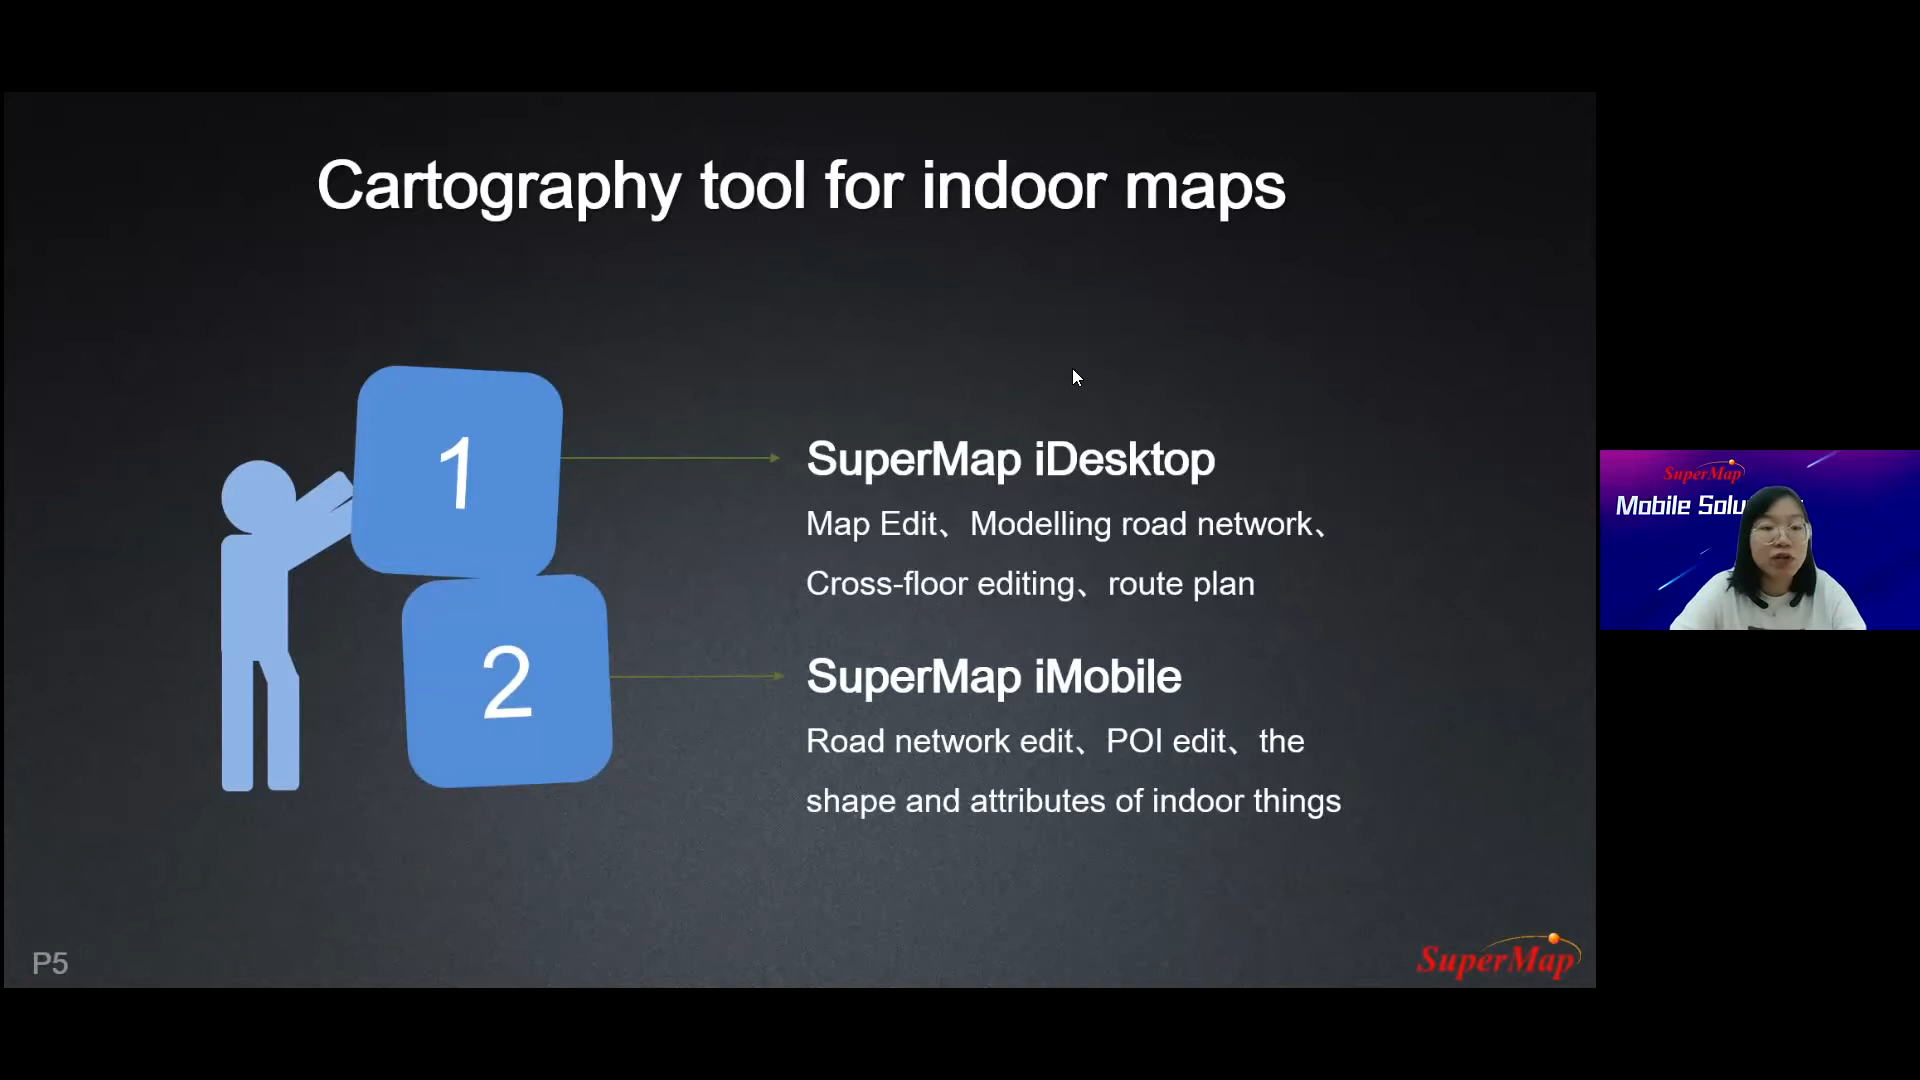 Cartography tool for indoor maps
1
SuperMap iDesktop
Map Edit、Modelling road network、
Cross-floor editing、route plan
2
SuperMap iMobile
Road network edit、POI edit、the
shape and attributes of indoor things
P5
SuperMap
SuperMap
Mobile